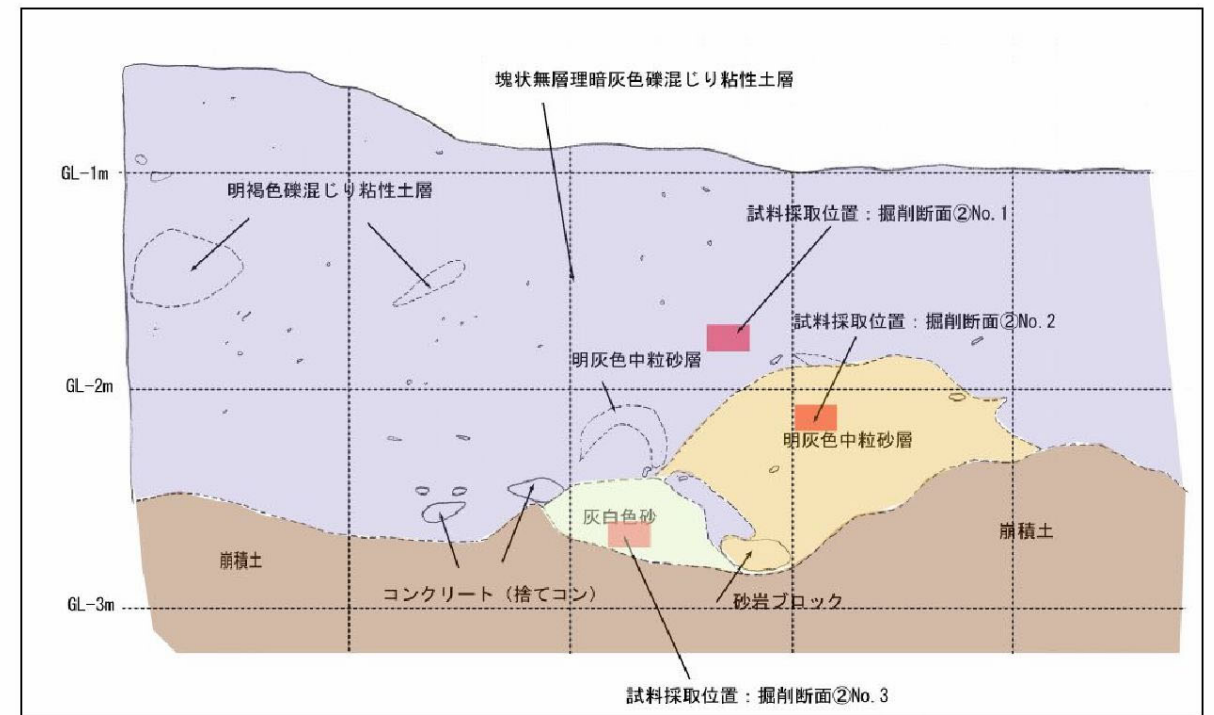 塊状無層理暗灰色礫混じり粘性土層
GL-1m
明褐色礫混じり粘性土層
試料採取位置：掘削断面②No.1
試料採取位置：掘削断面②No.2
明灰色中粒砂層
GL-2m
明灰色中粒砂層
灰白色砂
崩積土
崩積土
コンクリート（捨てコン）
砂岩ブロック
GL-3m
試料採取位置：掘削断面②No.3